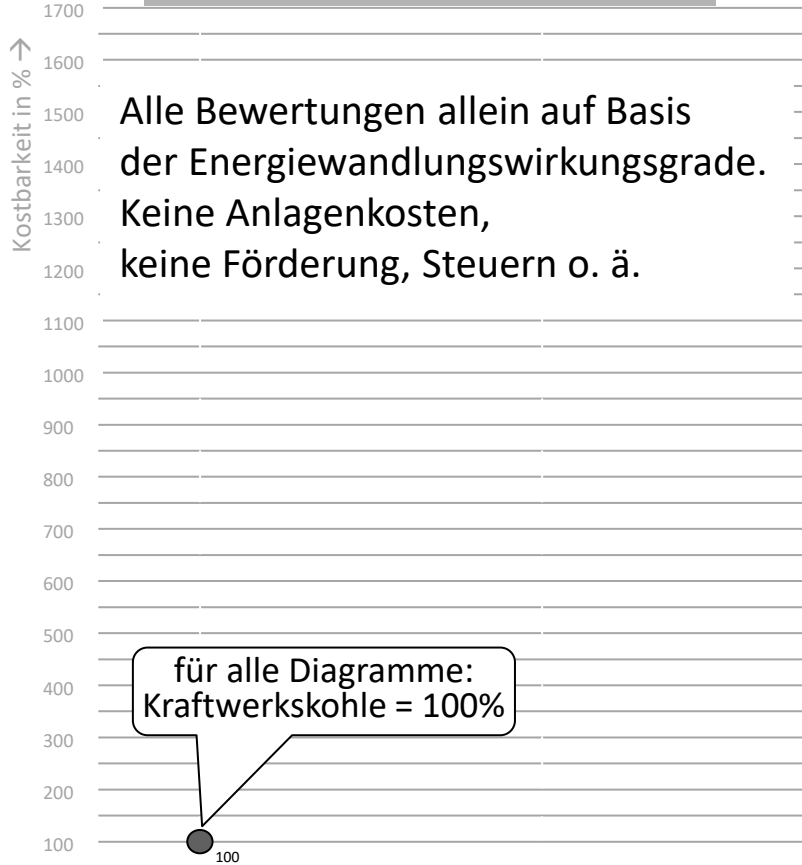 Kostbarkeit in % →
1700
1600
1500
1400
1300
1200
1100
1000
900
800
700
600
500
400
300
200
100
Alle Bewertungen allein auf Basis
der Energiewandlungswirkungsgrade.
Keine Anlagenkosten,
keine Förderung, Steuern o. ä.
für alle Diagramme:
Kraftwerkskohle = 100%
100